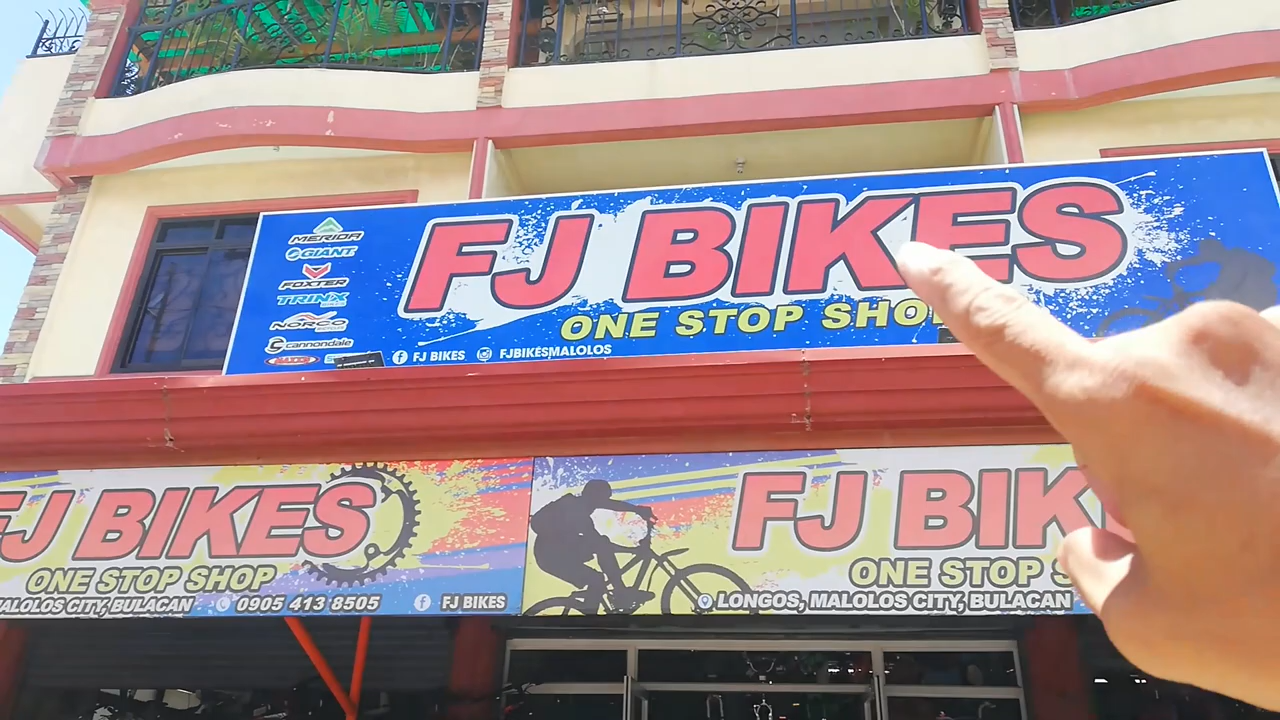 MERIDA
GIANT
FOXTER
TRINX
NORCO
cannondale
MAXXIS
FJ BIKES
ONE STOP SHO
FJ BIKES
FJBIKESMALOLOS
FJ BIKES
ONE STOP SHOP
MALOLOS CITY, BULACAN
0905 413 8505
FJ BIKES
FJ BIK
ONE STOP S
LONGOS, MALOLOS CITY, BULACAN